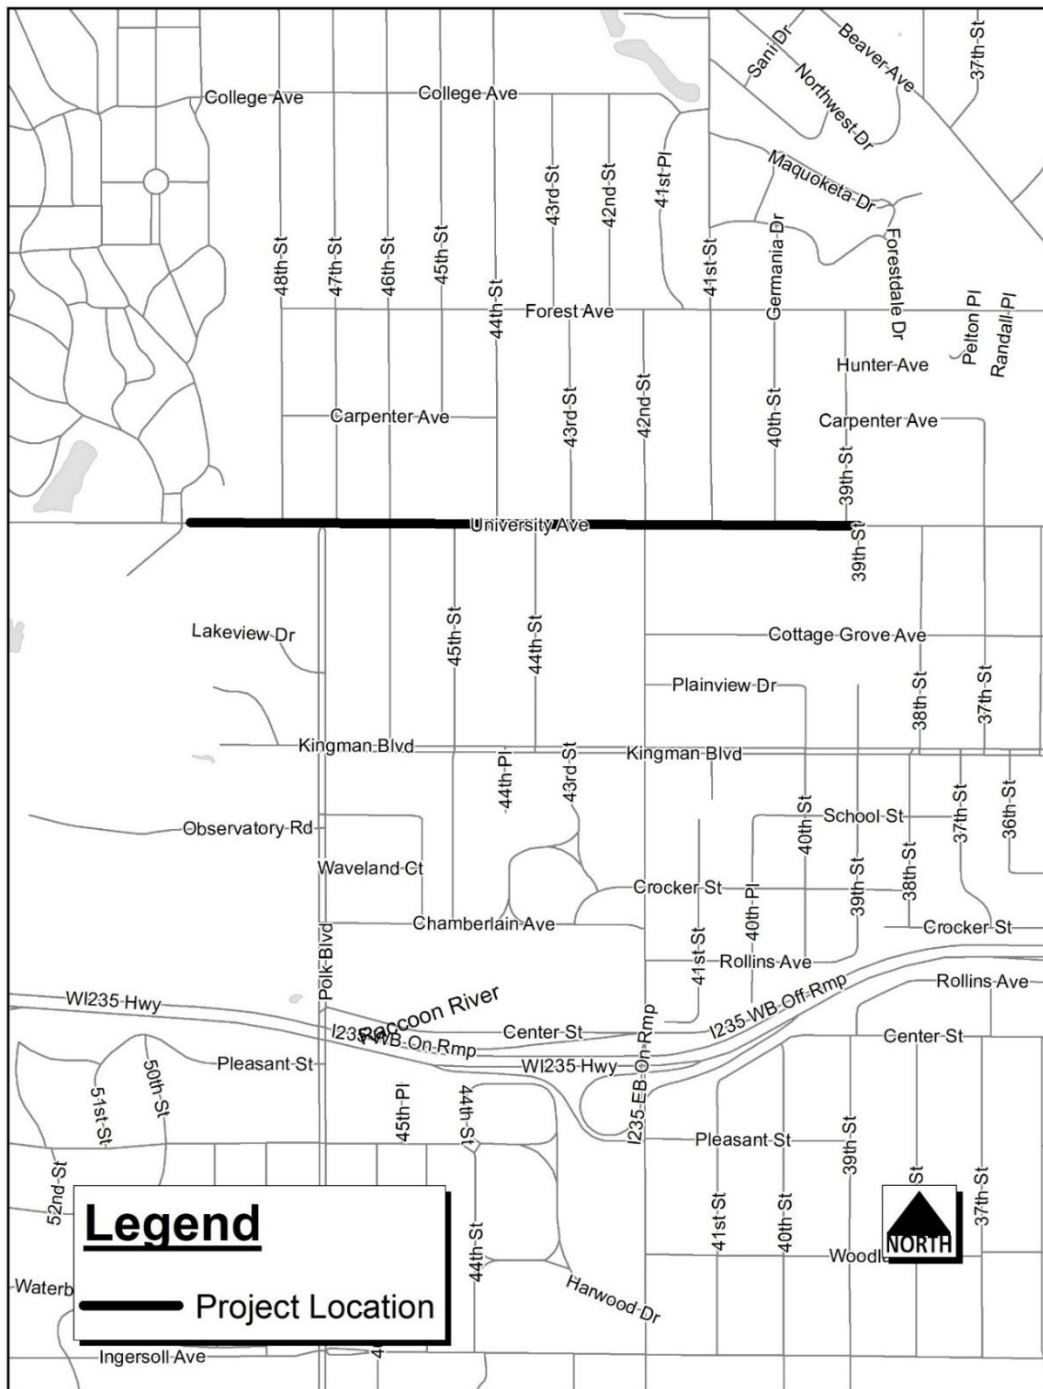 Sani Dr
Beaver Ave
37th St
Northwest Dr
College Ave
College Ave
Maquoketa Dr
43rd St
42nd St
41st Pl
48th St
47th St
46th St
45th St
44th St
41st St
Germania Dr
Forestdale Dr
Forest Ave
Pelton Pl
Randall Pl
Hunter Ave
Carpenter Ave
43rd St
42nd St
40th St
Carpenter Ave
39th St
University Ave
39th St
Lakeview Dr
45th St
44th St
Cottage Grove Ave
Plainview Dr
38th St
37th St
Kingman Blvd
Kingman Blvd
44th Pl
43rd St
Observatory Rd
40th St
School St
37th St
36th St
Waveland Ct
Crocker St
40th Pl
39th St
38th St
Chamberlain Ave
Crocker St
Polk Blvd
41st St
Rollins Ave
Rollins Ave
WI235 Hwy
Raccoon River
I235 WB On Rmp
Center St
I235 WB Off Rmp
Center St
Pleasant St
WI235 Hwy
I235 EB On Rmp
51st St
50th St
45th Pl
44th St
Pleasant St
39th St
52nd St
44th St
41st St
40th St
St
37th St
NORTH
Woodla
Legend
Waterb
Project Location
Harwood Dr
Ingersoll Ave